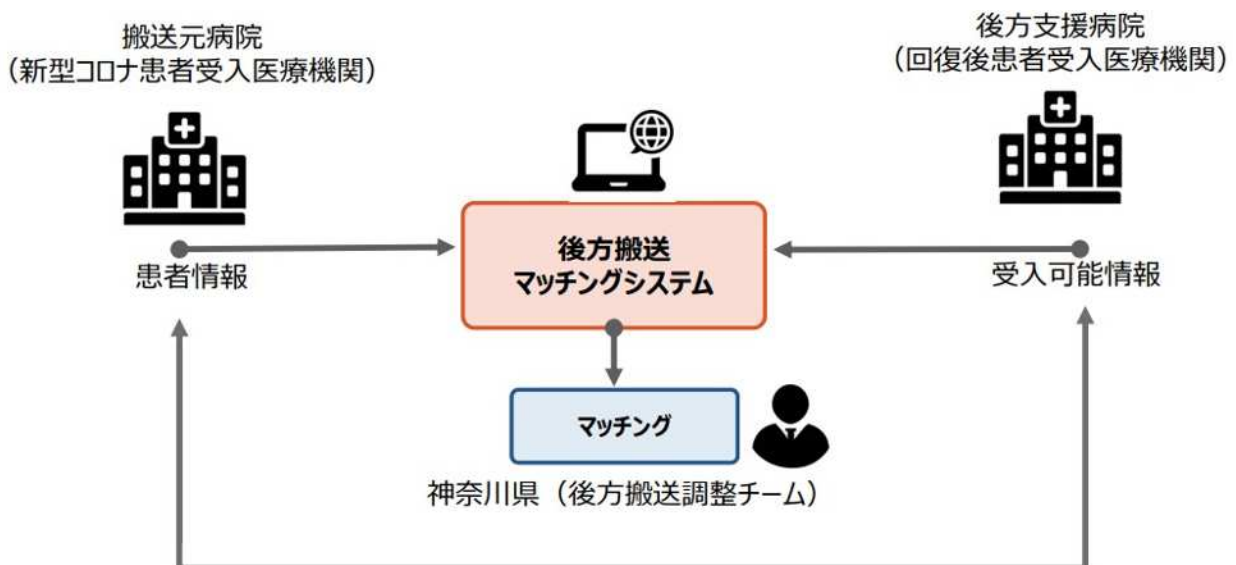 搬送元病院
（新型コロナ患者受入医療機関）
後方支援病院
（回復後患者受入医療機関）
後方搬送
マッチングシステム
患者情報
受入可能情報
マッチング
神奈川県（後方搬送調整チーム）